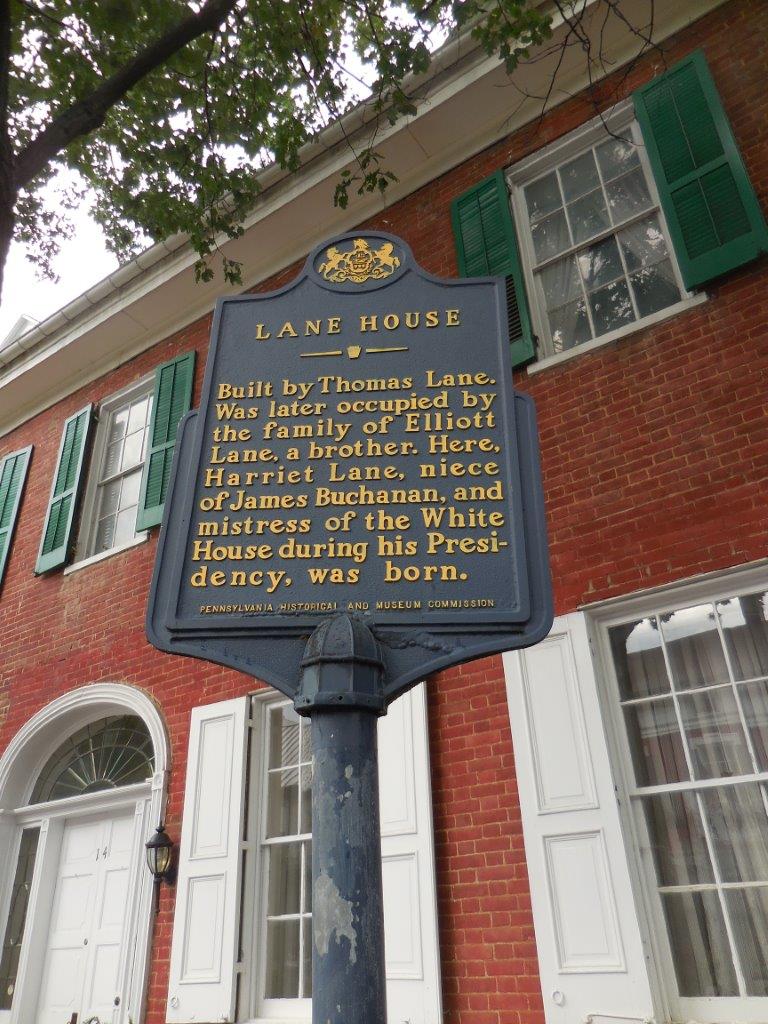 LANE HOUSE
Built by Thomas Lane.
Was later occupied by
the family of Elliott
Lane, a brother. Here,
Harriet Lane, niece
of James Buchanan, and
mistress of the White
House during his Presi-
dency, was born.
PENNSYLVANIA HISTORICAL AND MUSEUM COMMISSION
14